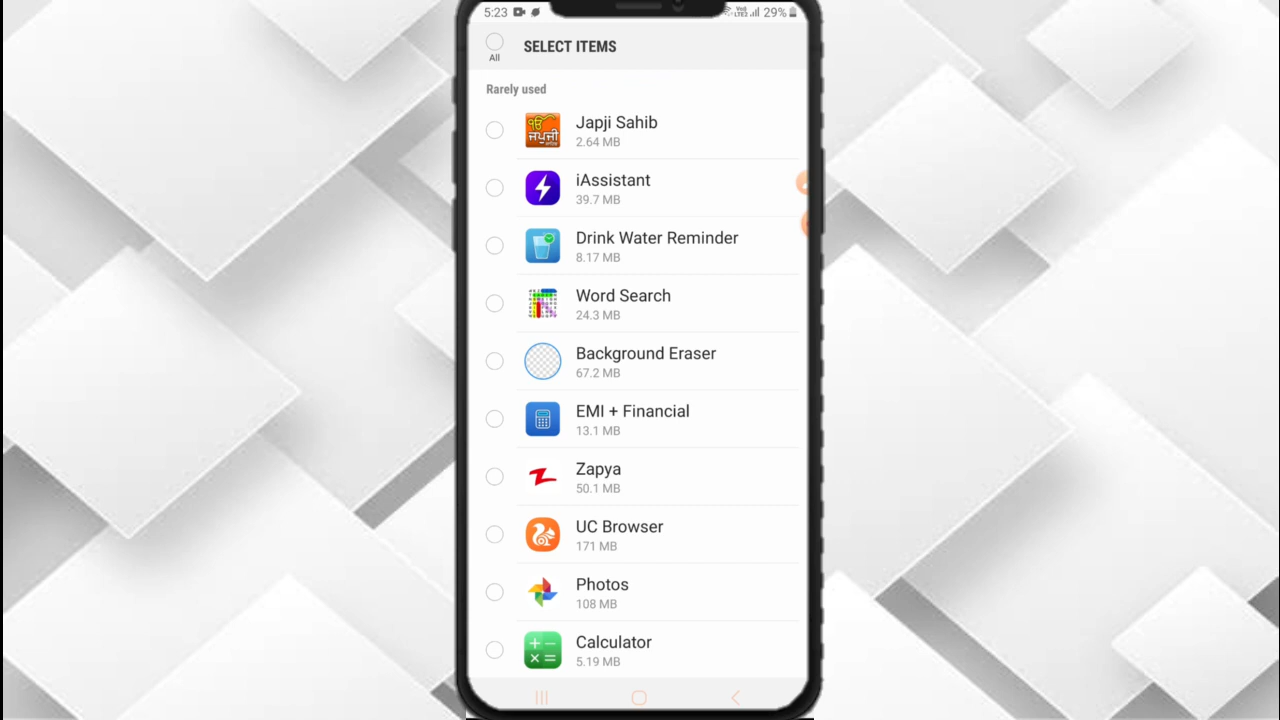 5:23
29%
All
SELECT ITEMS
Rarely used
ੴ
ਜਪੁਜੀ
Japji Sahib
2.64 MB
iAssistant
39.7 MB
Drink Water Reminder
8.17 MB
Word Search
24.3 MB
Background Eraser
67.2 MB
EMI + Financial
13.1 MB
Zapya
50.1 MB
UC Browser
171 MB
Photos
108 MB
Calculator
5.19 MB